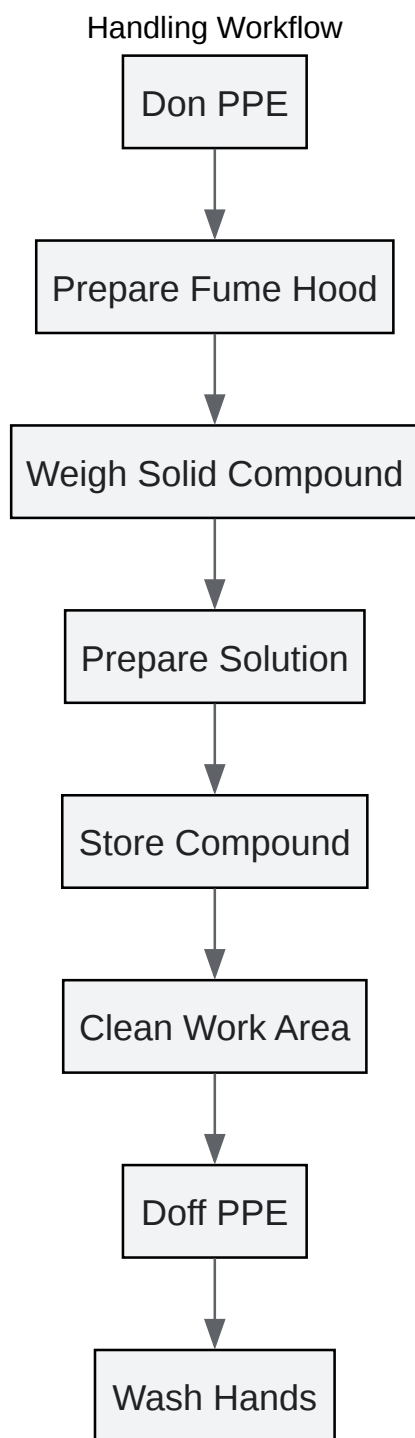 Handling Workflow
Don PPE
Prepare Fume Hood
Weigh Solid Compound
Prepare Solution
Store Compound
Clean Work Area
Doff PPE
Wash Hands